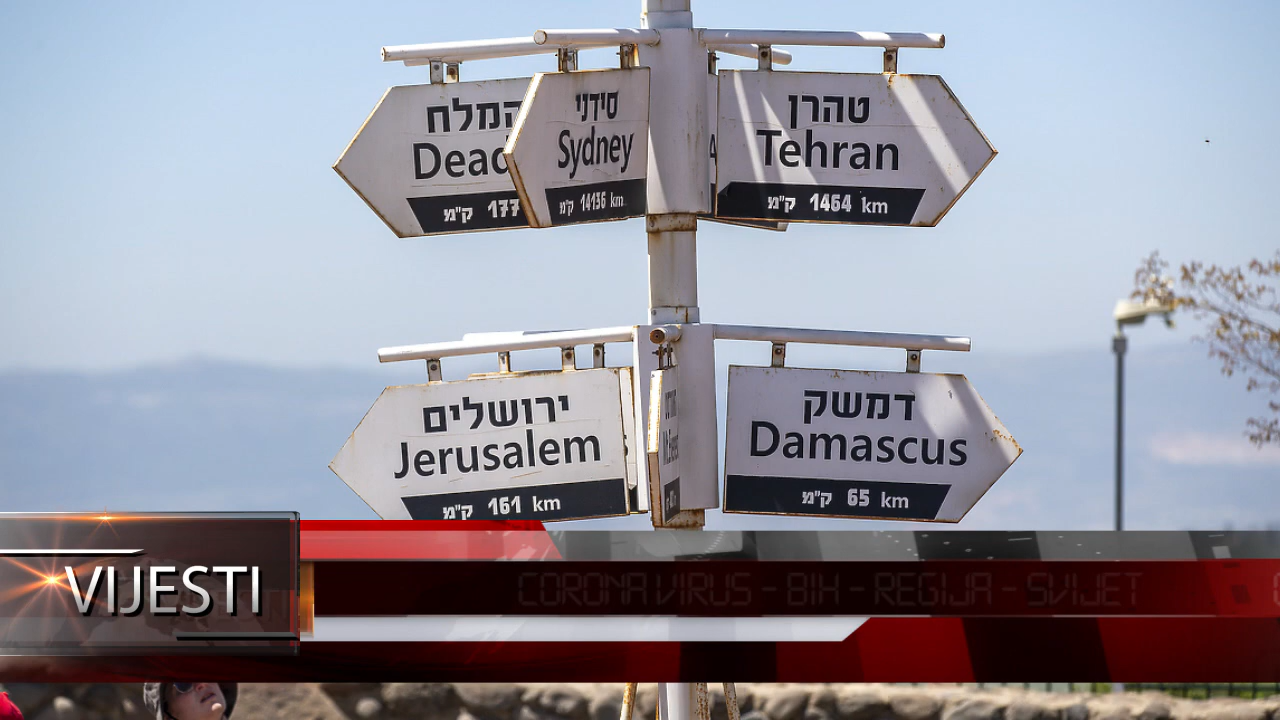 המלח
Dead
ק"מ 177
סידני
Sydney
ק"מ 14136 km
טהרן
Tehran
ק"מ 1464 km
ירושלים
Jerusalem
ק"מ 161 km
דמשק
Damascus
ק"מ 65 km
VIJESTI
CORONA VIRUS - BIH - REGIJA - SVIJET